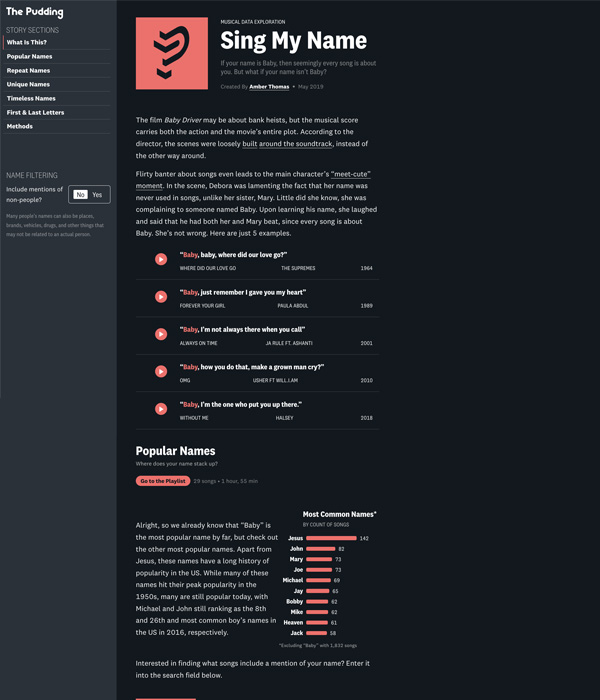 The Pudding
STORY SECTIONS
What Is This?
Popular Names
Repeat Names
Unique Names
Timeless Names
First & Last Letters
Methods
NAME FILTERING
Include mentions of
non-people?
No Yes
Many people's names can also be places,
brands, vehicles, drugs, and other things that
may not be related to an actual person.
MUSICAL DATA EXPLORATION
Sing My Name
If your name is Baby, then seemingly every song is about
you. But what if your name isn't Baby?
Created By Amber Thomas • May 2019
The film Baby Driver may be about bank heists, but the musical score
carries both the action and the movie's entire plot. According to the
director, the scenes were loosely built around the soundtrack, instead of
the other way around.
Flirty banter about songs even leads to the main character's "meet-cute"
moment. In the scene, Debora was lamenting the fact that her name was
never used in songs, unlike her sister, Mary. Little did she know, she was
complaining to someone named Baby. Upon learning his name, she laughed
and said that he had both her and Mary beat, since every song is about
Baby. She's not wrong. Here are just 5 examples.
"Baby, baby, where did our love go?"
WHERE DID OUR LOVE GO THE SUPREMES 1964
"Baby, just remember I gave you my heart"
FOREVER YOUR GIRL PAULA ABDUL 1989
"Baby, I'm not always there when you call"
ALWAYS ON TIME JA RULE FT. ASHANTI 2001
"Baby, how you do that, make a grown man cry?"
OMG USHER FT WILL.I.AM 2010
"Baby, I'm the one who put you up there."
WITHOUT ME HALSEY 2018
Popular Names
Where does your name stack up?
Go to the Playlist 29 songs • 1 hour, 55 min
Alright, so we already know that "Baby" is
the most popular name by far, but check out
the other most popular names. Apart from
Jesus, these names have a long history of
popularity in the US. While many of these
names hit their peak popularity in the
1950s, many are still popular today, with
Michael and John still ranking as the 8th
and 26th and most common boy's names in
the US in 2016, respectively.
Most Common Names*
BY COUNT OF SONGS
Jesus 142
John 82
Mary 73
Joe 73
Michael 69
Jay 65
Bobby 62
Mike 62
Heaven 61
Jack 58
*Excluding "Baby" with 1,832 songs
Interested in finding what songs include a mention of your name? Enter it
into the search field below.